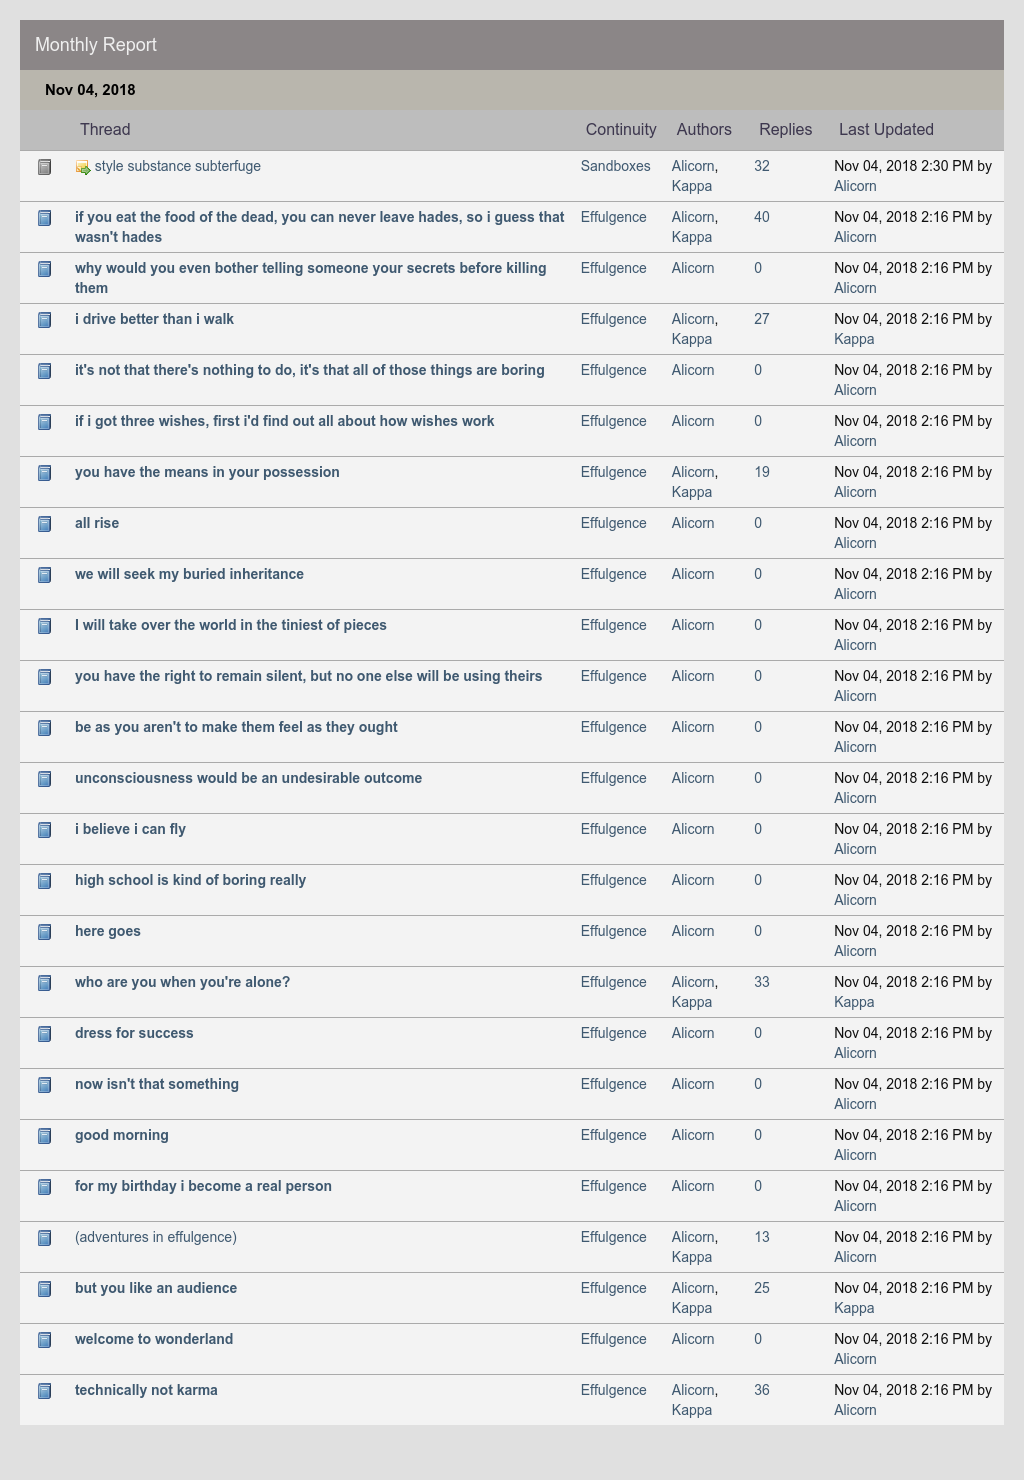 Monthly Report
Nov 04, 2018
Thread Continuity Authors Replies Last Updated
style substance subterfuge Sandboxes Alicorn, 32 Nov 04, 2018 2:30 PM by
Kappa Alicorn
if you eat the food of the dead, you can never leave hades, so i guess that Effulgence Alicorn, 40 Nov 04, 2018 2:16 PM by
wasn't hades Kappa Alicorn
why would you even bother telling someone your secrets before killing Effulgence Alicorn 0 Nov 04, 2018 2:16 PM by
them Alicorn
i drive better than i walk Effulgence Alicorn, 27 Nov 04, 2018 2:16 PM by
Kappa Kappa
it's not that there's nothing to do, it's that all of those things are boring Effulgence Alicorn 0 Nov 04, 2018 2:16 PM by
Alicorn
if i got three wishes, first i'd find out all about how wishes work Effulgence Alicorn 0 Nov 04, 2018 2:16 PM by
Alicorn
you have the means in your possession Effulgence Alicorn, 19 Nov 04, 2018 2:16 PM by
Kappa Alicorn
all rise Effulgence Alicorn 0 Nov 04, 2018 2:16 PM by
Alicorn
we will seek my buried inheritance Effulgence Alicorn 0 Nov 04, 2018 2:16 PM by
Alicorn
I will take over the world in the tiniest of pieces Effulgence Alicorn 0 Nov 04, 2018 2:16 PM by
Alicorn
you have the right to remain silent, but no one else will be using theirs Effulgence Alicorn 0 Nov 04, 2018 2:16 PM by
Alicorn
be as you aren't to make them feel as they ought Effulgence Alicorn 0 Nov 04, 2018 2:16 PM by
Alicorn
unconsciousness would be an undesirable outcome Effulgence Alicorn 0 Nov 04, 2018 2:16 PM by
Alicorn
i believe i can fly Effulgence Alicorn 0 Nov 04, 2018 2:16 PM by
Alicorn
high school is kind of boring really Effulgence Alicorn 0 Nov 04, 2018 2:16 PM by
Alicorn
here goes Effulgence Alicorn 0 Nov 04, 2018 2:16 PM by
Alicorn
who are you when you're alone? Effulgence Alicorn, 33 Nov 04, 2018 2:16 PM by
Kappa Kappa
dress for success Effulgence Alicorn 0 Nov 04, 2018 2:16 PM by
Alicorn
now isn't that something Effulgence Alicorn 0 Nov 04, 2018 2:16 PM by
Alicorn
good morning Effulgence Alicorn 0 Nov 04, 2018 2:16 PM by
Alicorn
for my birthday i become a real person Effulgence Alicorn 0 Nov 04, 2018 2:16 PM by
Alicorn
(adventures in effulgence) Effulgence Alicorn, 13 Nov 04, 2018 2:16 PM by
Kappa Alicorn
but you like an audience Effulgence Alicorn, 25 Nov 04, 2018 2:16 PM by
Kappa Kappa
welcome to wonderland Effulgence Alicorn 0 Nov 04, 2018 2:16 PM by
Alicorn
technically not karma Effulgence Alicorn, 36 Nov 04, 2018 2:16 PM by
Kappa Alicorn